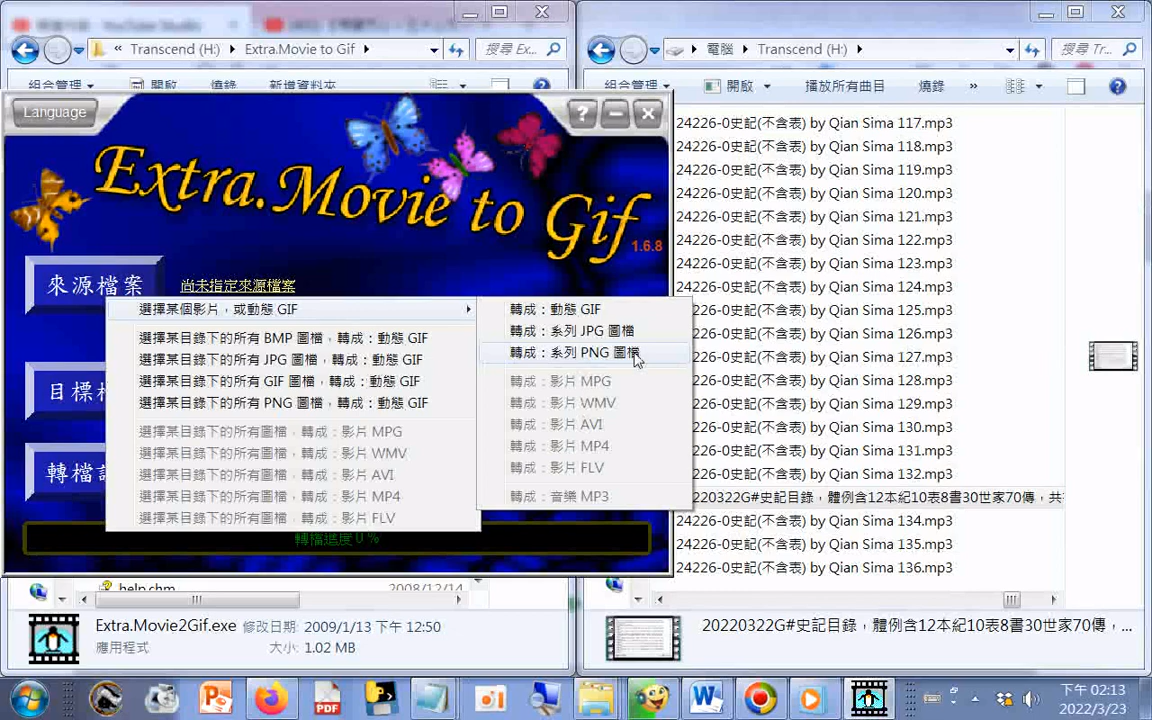 Transcend (H:)
Extra.Movie to Gif
搜尋 Ex...
組合管理
開啟
燒錄
新增資料夾
電腦
Transcend (H:)
搜尋 Tr...
組合管理
開啟
播放所有曲目
燒錄
»
Language
?
Extra.Movie to Gif
1.6.8
來源檔案
尚未指定來源檔案
選擇某個影片，或動態 GIF
選擇某目錄下的所有 BMP 圖檔，轉成：動態 GIF
選擇某目錄下的所有 JPG 圖檔，轉成：動態 GIF
選擇某目錄下的所有 GIF 圖檔，轉成：動態 GIF
選擇某目錄下的所有 PNG 圖檔，轉成：動態 GIF
選擇某目錄下的所有圖檔，轉成：影片 MPG
選擇某目錄下的所有圖檔，轉成：影片 WMV
選擇某目錄下的所有圖檔，轉成：影片 AVI
選擇某目錄下的所有圖檔，轉成：影片 MP4
選擇某目錄下的所有圖檔，轉成：影片 FLV
轉成：動態 GIF
轉成：系列 JPG 圖檔
轉成：系列 PNG 圖檔
轉成：影片 MPG
轉成：影片 WMV
轉成：影片 AVI
轉成：影片 MP4
轉成：影片 FLV
轉成：音樂 MP3
目標
轉檔
轉檔進度 0 %
24226-0史記(不含表) by Qian Sima 117.mp3
24226-0史記(不含表) by Qian Sima 118.mp3
24226-0史記(不含表) by Qian Sima 119.mp3
24226-0史記(不含表) by Qian Sima 120.mp3
24226-0史記(不含表) by Qian Sima 121.mp3
24226-0史記(不含表) by Qian Sima 122.mp3
24226-0史記(不含表) by Qian Sima 123.mp3
24226-0史記(不含表) by Qian Sima 124.mp3
24226-0史記(不含表) by Qian Sima 125.mp3
24226-0史記(不含表) by Qian Sima 126.mp3
24226-0史記(不含表) by Qian Sima 127.mp3
24226-0史記(不含表) by Qian Sima 128.mp3
24226-0史記(不含表) by Qian Sima 129.mp3
24226-0史記(不含表) by Qian Sima 130.mp3
24226-0史記(不含表) by Qian Sima 131.mp3
24226-0史記(不含表) by Qian Sima 132.mp3
20220322G#史記目錄，體例含12本紀10表8書30世家70傳，共
24226-0史記(不含表) by Qian Sima 134.mp3
24226-0史記(不含表) by Qian Sima 135.mp3
24226-0史記(不含表) by Qian Sima 136.mp3
help.chm
2008/12/14
Extra.Movie2Gif.exe 修改日期: 2009/1/13 下午 12:50
應用程式
大小: 1.02 MB
20220322G#史記目錄，體例含12本紀10表8書30世家70傳，...
PDF
下午 02:13
2022/3/23